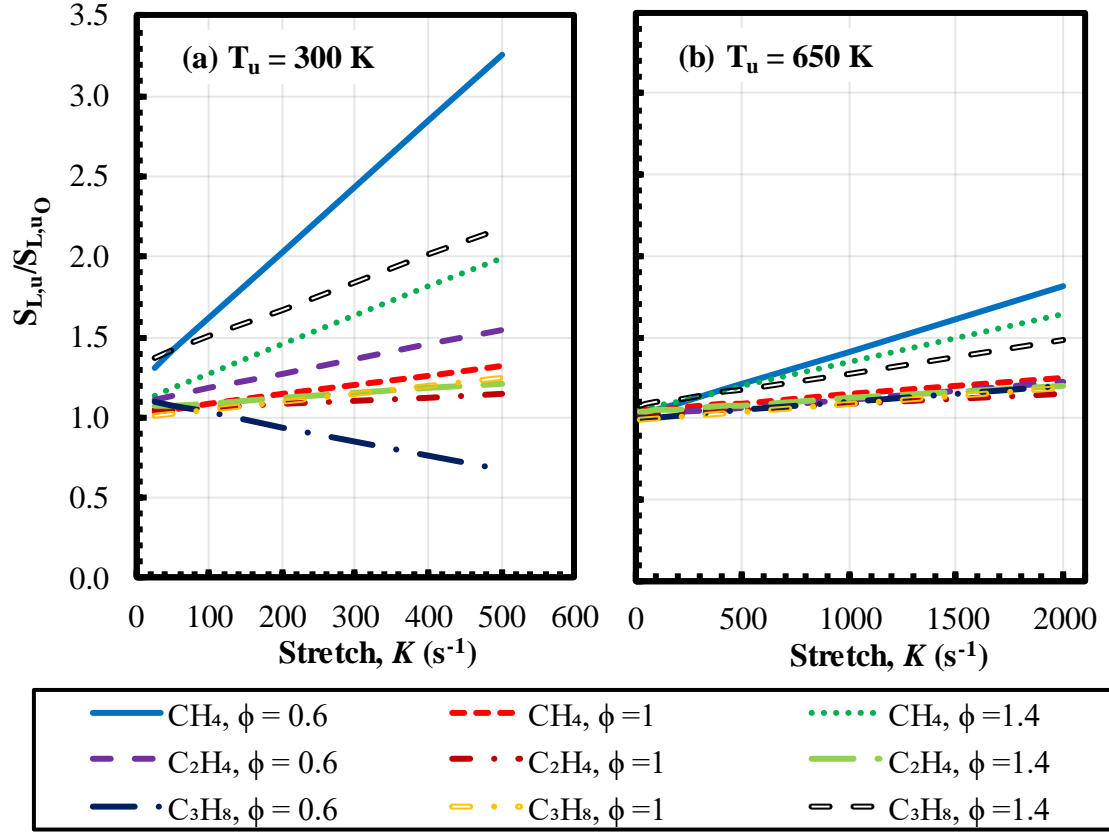 (a) Tᵤ = 300 K
(b) Tᵤ = 650 K
3.5
3.0
2.5
2.0
1.5
1.0
0.5
0.0
S_L,u/S_L,u_O
0 100 200 300 400 500 600
0 500 1000 1500 2000
Stretch, K (s⁻¹)
Stretch, K (s⁻¹)
CH₄, ϕ = 0.6
CH₄, ϕ =1
CH₄, ϕ =1.4
C₂H₄, ϕ = 0.6
C₂H₄, ϕ =1
C₂H₄, ϕ =1.4
C₃H₈, ϕ = 0.6
C₃H₈, ϕ =1
C₃H₈, ϕ =1.4